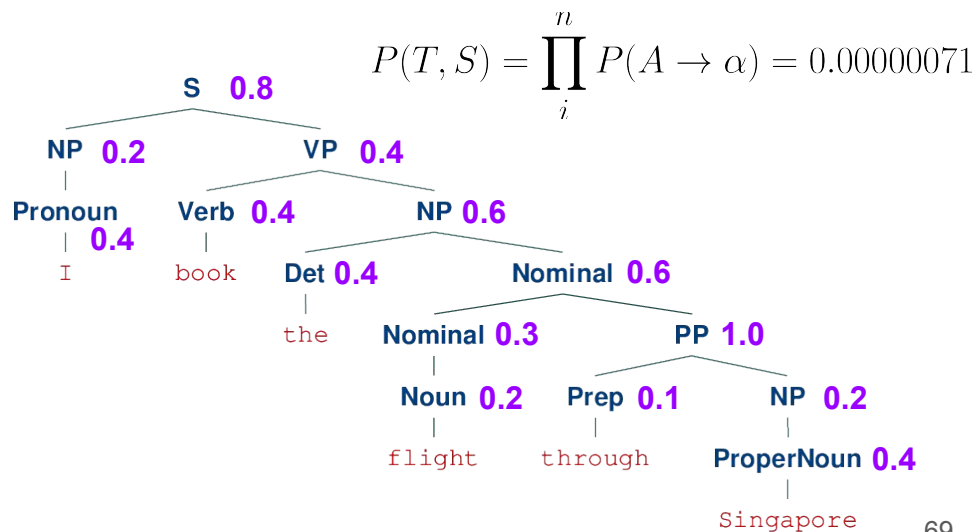 n
P(T, S) = ∏ P(A → α) = 0.00000071
i
S 0.8
NP 0.2 VP 0.4
Pronoun 0.4 Verb 0.4 NP 0.6
I book Det 0.4 Nominal 0.6
the Nominal 0.3 PP 1.0
Noun 0.2 Prep 0.1 NP 0.2
flight through ProperNoun 0.4
Singapore 69